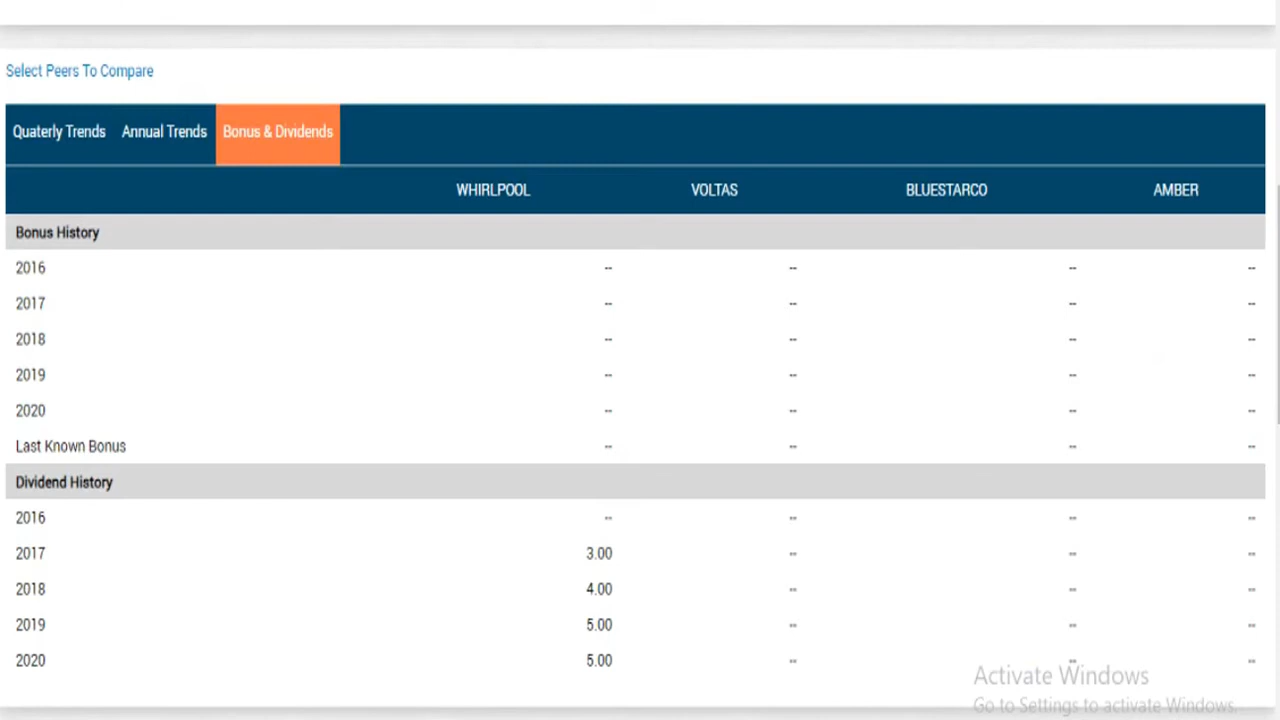 Select Peers To Compare
Quaterly Trends Annual Trends Bonus & Dividends
WHIRLPOOL VOLTAS BLUESTARCO AMBER
Bonus History
2016 -- -- -- --
2017 -- -- -- --
2018 -- -- -- --
2019 -- -- -- --
2020 -- -- -- --
Last Known Bonus -- -- -- --
Dividend History
2016 -- -- -- --
2017 3.00 -- -- --
2018 4.00 -- -- --
2019 5.00 -- -- --
2020 5.00 -- -- --
Activate Windows
Go to Settings to activate Windows.